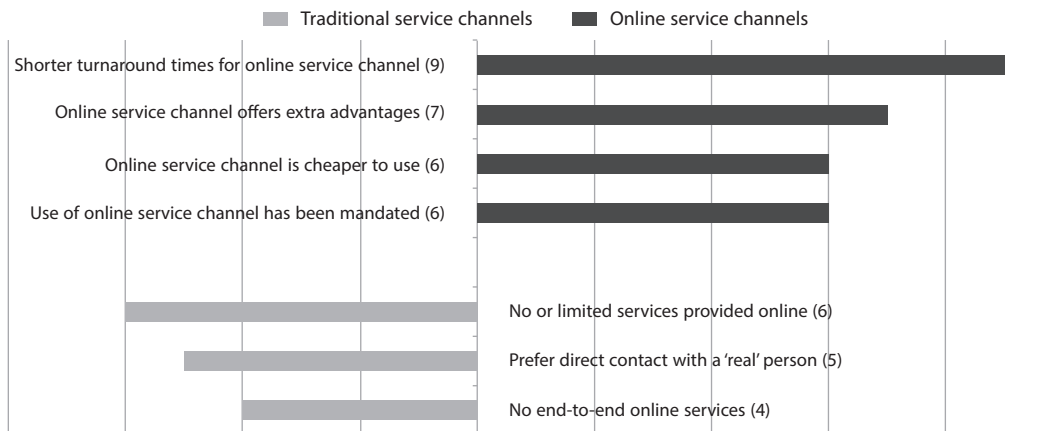 Traditional service channels
Online service channels
Shorter turnaround times for online service channel (9)
Online service channel offers extra advantages (7)
Online service channel is cheaper to use (6)
Use of online service channel has been mandated (6)
No or limited services provided online (6)
Prefer direct contact with a ‘real’ person (5)
No end-to-end online services (4)